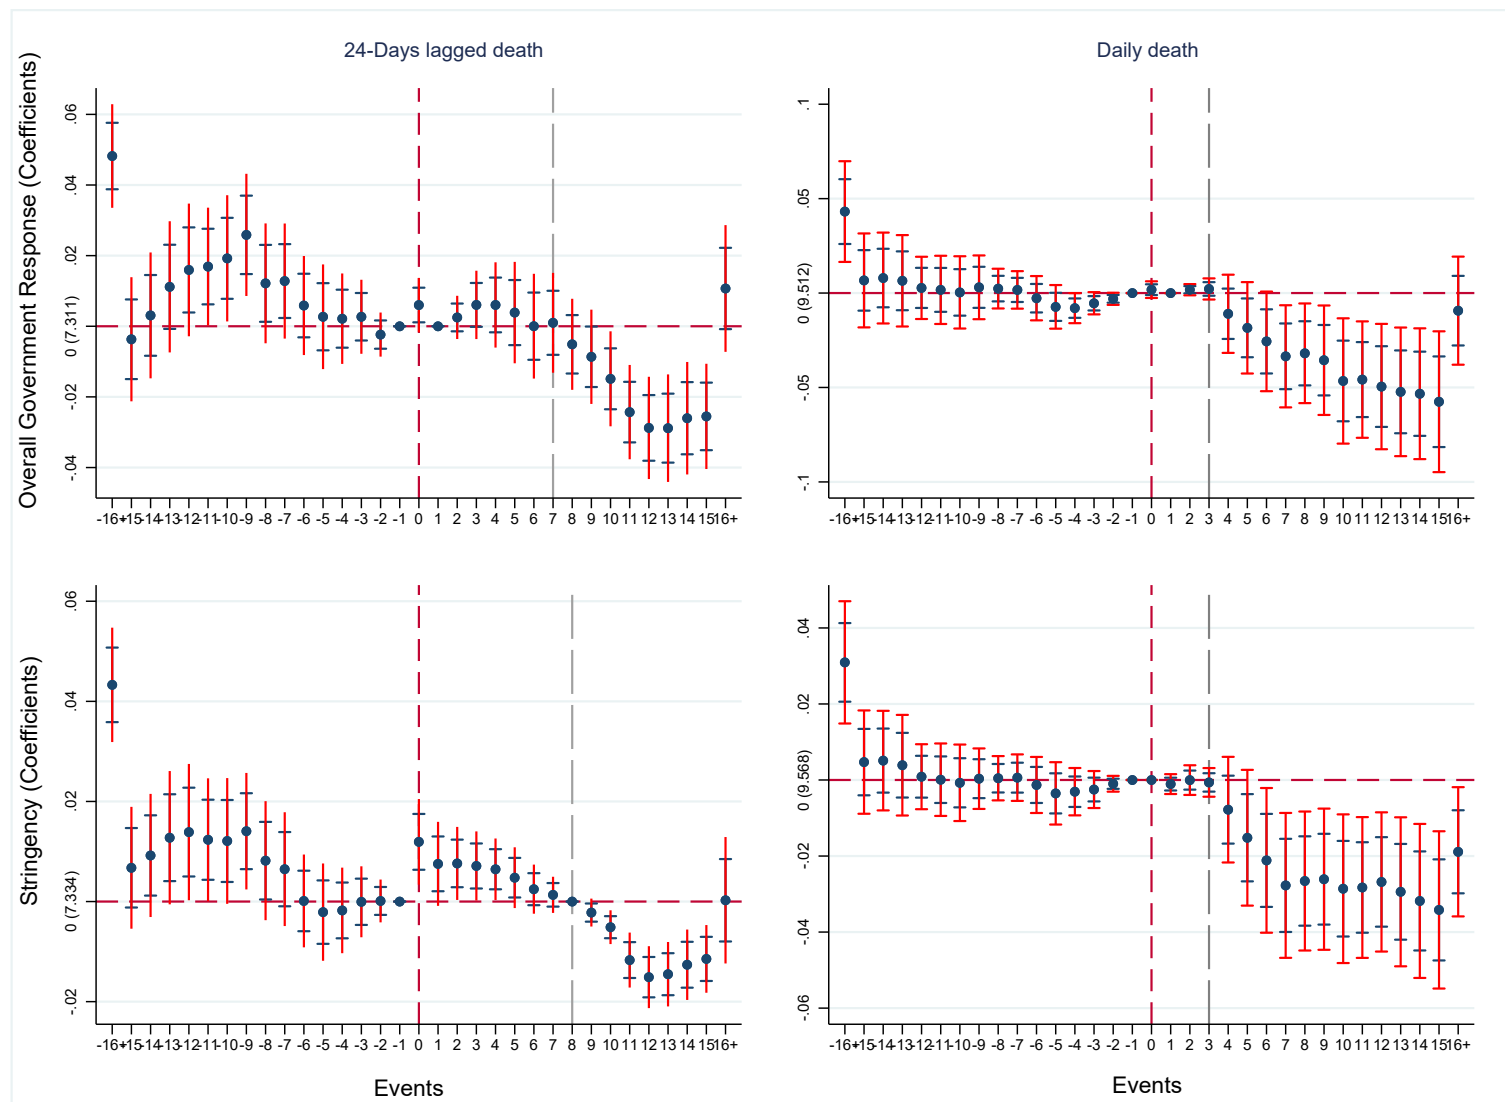 24-Days lagged death
Daily death
Overall Government Response (Coefficients)
.06
.04
.02
0 (7.311)
-.02
-.04
-16+ -15 -14 -13 -12 -11 -10 -9 -8 -7 -6 -5 -4 -3 -2 -1 0 1 2 3 4 5 6 7 8 9 10 11 12 13 14 15 16+
.1
.05
0 (9.512)
-.05
-.1
-16+ -15 -14 -13 -12 -11 -10 -9 -8 -7 -6 -5 -4 -3 -2 -1 0 1 2 3 4 5 6 7 8 9 10 11 12 13 14 15 16+
Stringency (Coefficients)
.06
.04
.02
0 (7.334)
-.02
-16+ -15 -14 -13 -12 -11 -10 -9 -8 -7 -6 -5 -4 -3 -2 -1 0 1 2 3 4 5 6 7 8 9 10 11 12 13 14 15 16+
Events
.04
.02
0 (9.568)
-.02
-.04
-.06
-16+ -15 -14 -13 -12 -11 -10 -9 -8 -7 -6 -5 -4 -3 -2 -1 0 1 2 3 4 5 6 7 8 9 10 11 12 13 14 15 16+
Events